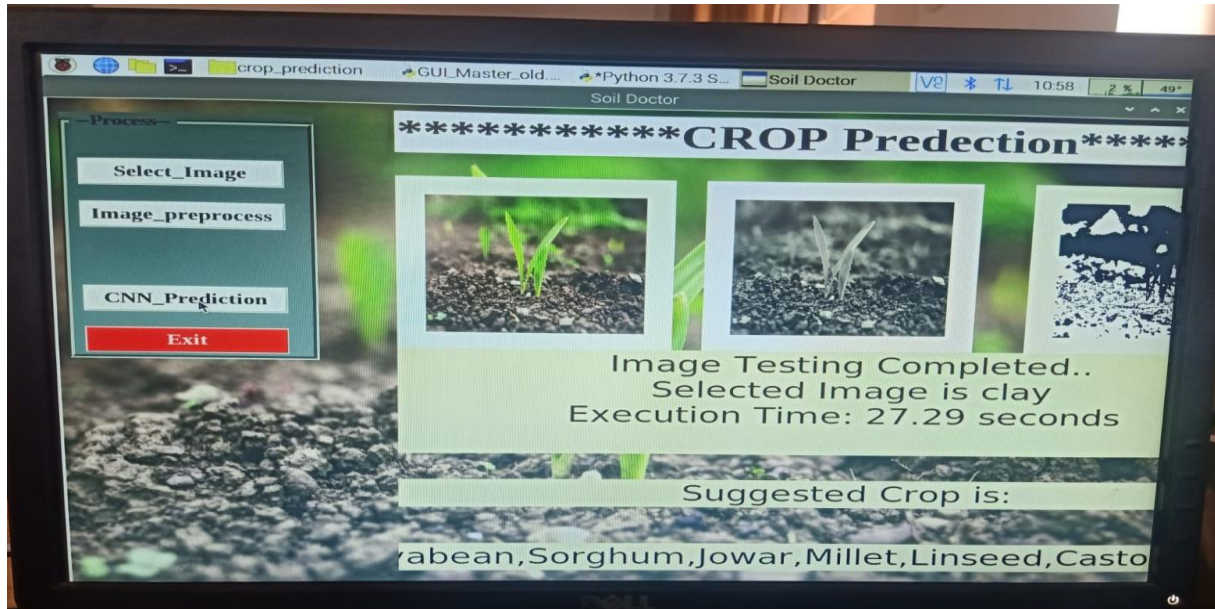 crop_prediction GUI_Master_old.... *Python 3.7.3 S... Soil Doctor 10:58 2 % 49°
Soil Doctor
--Process--
***********CROP Predection*****
Select_Image
Image_preprocess
CNN_Prediction
Exit
Image Testing Completed..
Selected Image is clay
Execution Time: 27.29 seconds
Suggested Crop is:
yabean,Sorghum,Jowar,Millet,Linseed,Casto
DELL